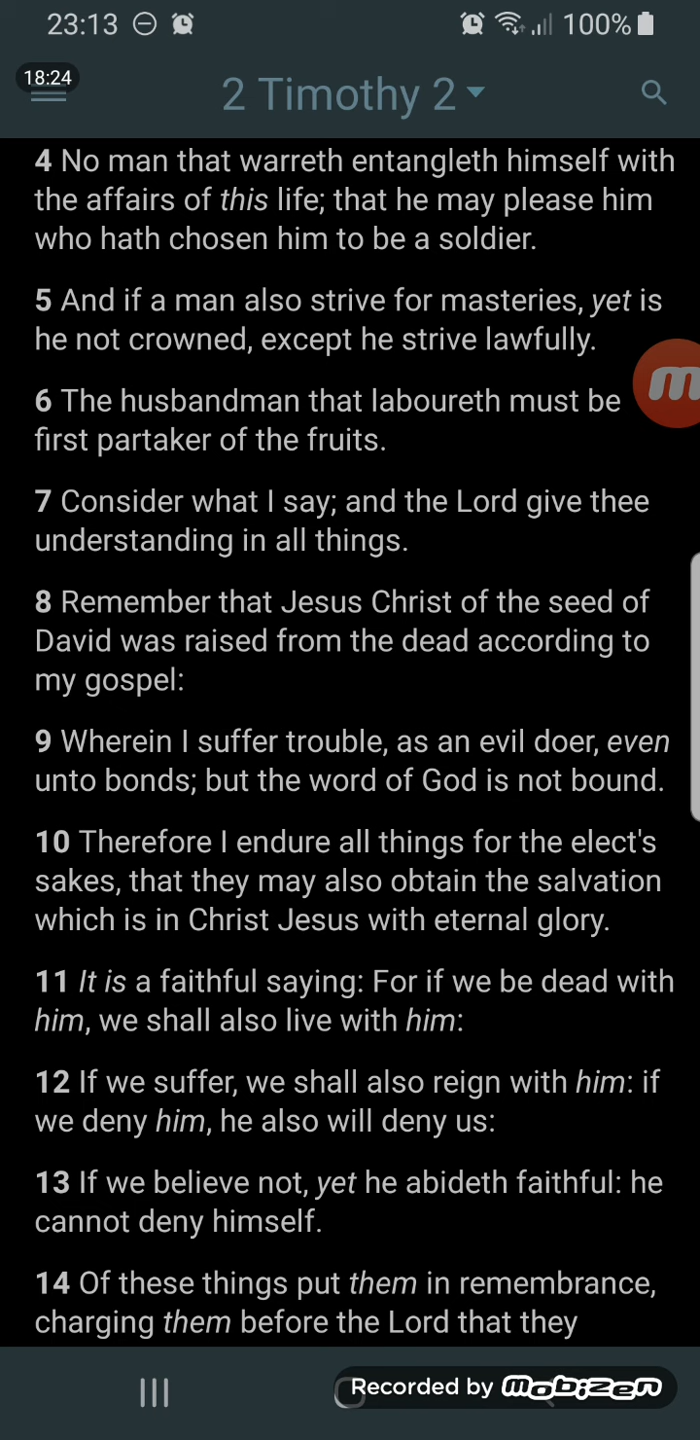 23:13 100%
18:24
2 Timothy 2
4 No man that warreth entangleth himself with
the affairs of this life; that he may please him
who hath chosen him to be a soldier.
5 And if a man also strive for masteries, yet is
he not crowned, except he strive lawfully.
6 The husbandman that laboureth must be
first partaker of the fruits.
7 Consider what I say; and the Lord give thee
understanding in all things.
8 Remember that Jesus Christ of the seed of
David was raised from the dead according to
my gospel:
9 Wherein I suffer trouble, as an evil doer, even
unto bonds; but the word of God is not bound.
10 Therefore I endure all things for the elect's
sakes, that they may also obtain the salvation
which is in Christ Jesus with eternal glory.
11 It is a faithful saying: For if we be dead with
him, we shall also live with him:
12 If we suffer, we shall also reign with him: if
we deny him, he also will deny us:
13 If we believe not, yet he abideth faithful: he
cannot deny himself.
14 Of these things put them in remembrance,
charging them before the Lord that they
Recorded by mobizen